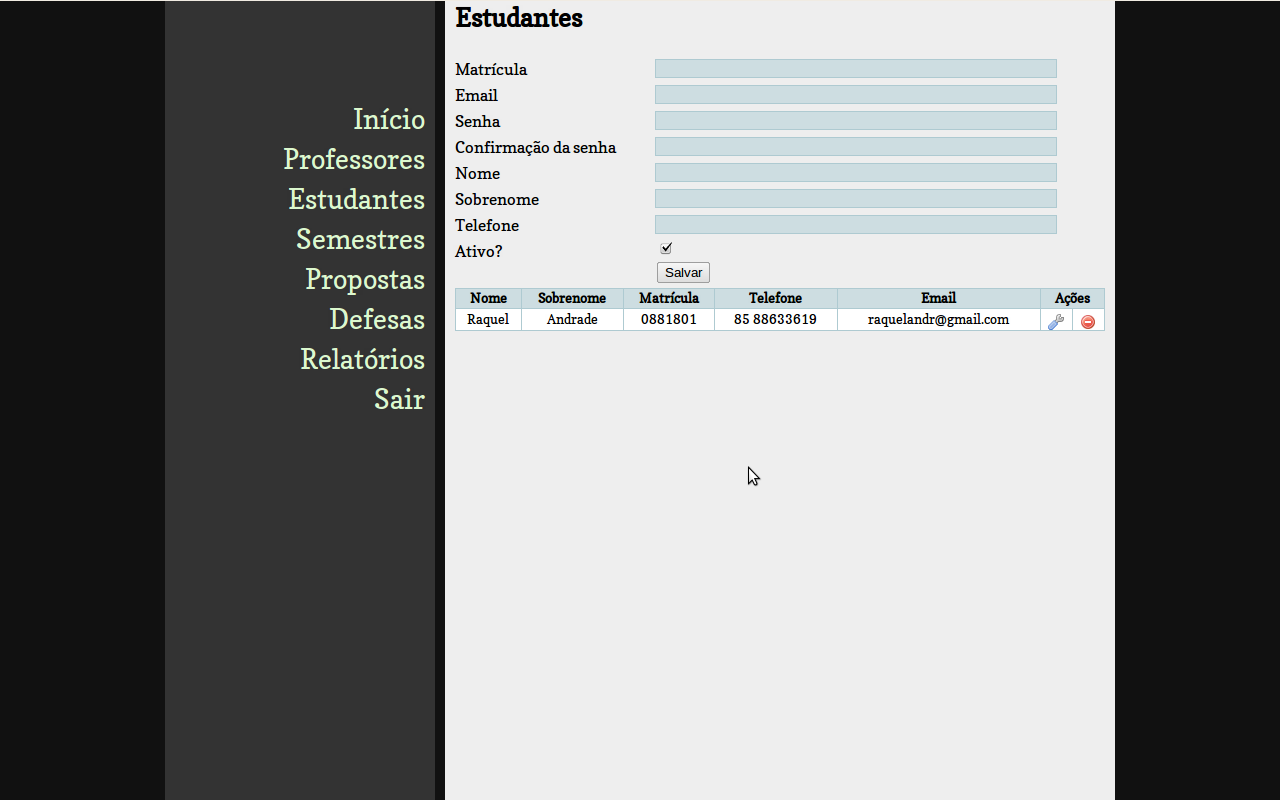 Estudantes
Início
Professores
Estudantes
Semestres
Propostas
Defesas
Relatórios
Sair
Matrícula
Email
Senha
Confirmação da senha
Nome
Sobrenome
Telefone
Ativo?
Salvar
Nome Sobrenome Matrícula Telefone Email Ações
Raquel Andrade 0881801 85 88633619 raquelandr@gmail.com